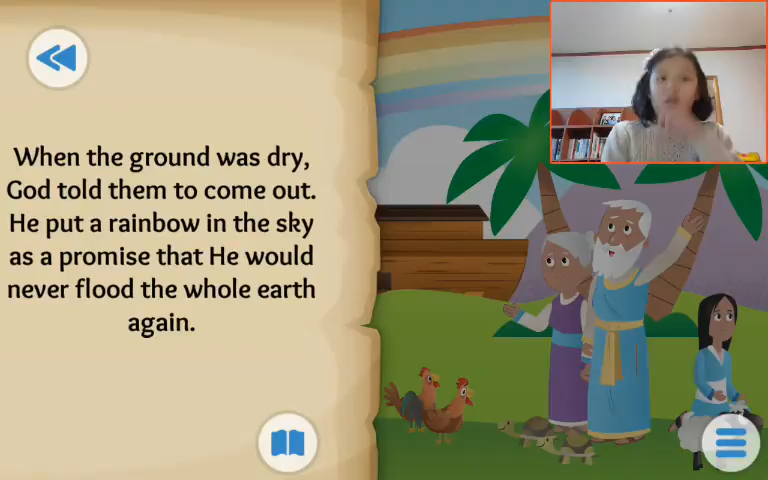 When the ground was dry,
God told them to come out.
He put a rainbow in the sky
as a promise that He would
never flood the whole earth
again.